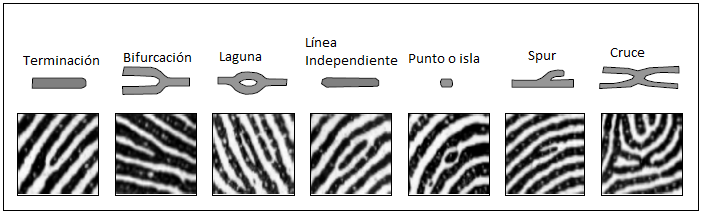 Terminación
Bifurcación
Laguna
Línea
Independiente
Punto o isla
Spur
Cruce